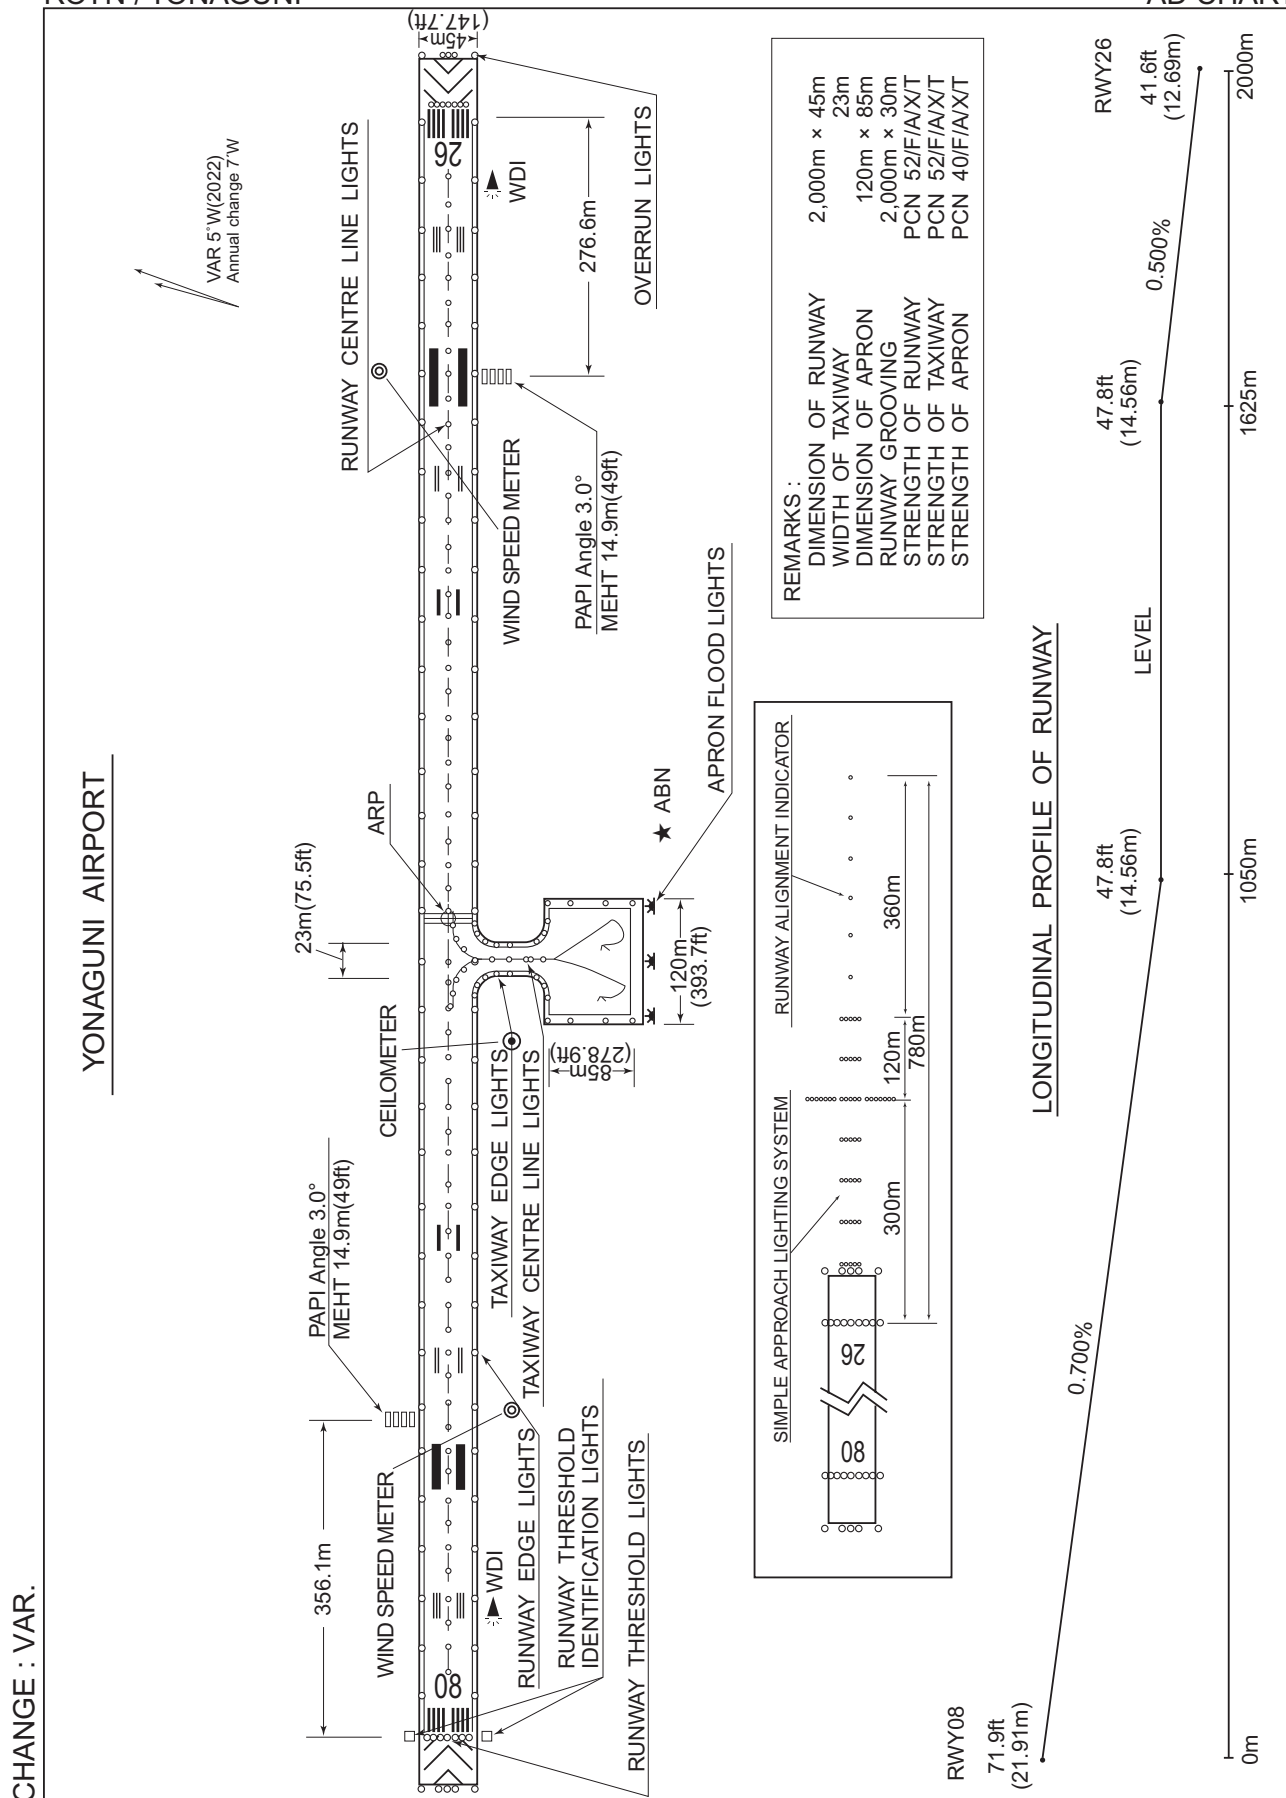 ROYN / YONAGUNI
AD CHART
YONAGUNI AIRPORT
VAR 5°W(2022)
Annual change 7′W
356.1m
PAPI Angle 3.0°
MEHT 14.9m(49ft)
23m(75.5ft)
ARP
CEILOMETER
WIND SPEED METER
RUNWAY CENTRE LINE LIGHTS
45m
(147.7ft)
08
26
WDI
WDI
RUNWAY EDGE LIGHTS
RUNWAY THRESHOLD
IDENTIFICATION LIGHTS
RUNWAY THRESHOLD LIGHTS
TAXIWAY EDGE LIGHTS
TAXIWAY CENTRE LINE LIGHTS
85m
(278.9ft)
120m
(393.7ft)
ABN
APRON FLOOD LIGHTS
WIND SPEED METER
PAPI Angle 3.0°
MEHT 14.9m(49ft)
276.6m
OVERRUN LIGHTS
SIMPLE APPROACH LIGHTING SYSTEM
RUNWAY ALIGNMENT INDICATOR
08
26
300m
120m
360m
780m
REMARKS :
DIMENSION OF RUNWAY 2,000m × 45m
WIDTH OF TAXIWAY 23m
DIMENSION OF APRON 120m × 85m
RUNWAY GROOVING 2,000m × 30m
STRENGTH OF RUNWAY PCN 52/F/A/X/T
STRENGTH OF TAXIWAY PCN 52/F/A/X/T
STRENGTH OF APRON PCN 40/F/A/X/T
LONGITUDINAL PROFILE OF RUNWAY
RWY08
71.9ft
(21.91m)
0.700%
47.8ft
(14.56m)
LEVEL
47.8ft
(14.56m)
0.500%
RWY26
41.6ft
(12.69m)
0m
1050m
1625m
2000m
CHANGE : VAR.